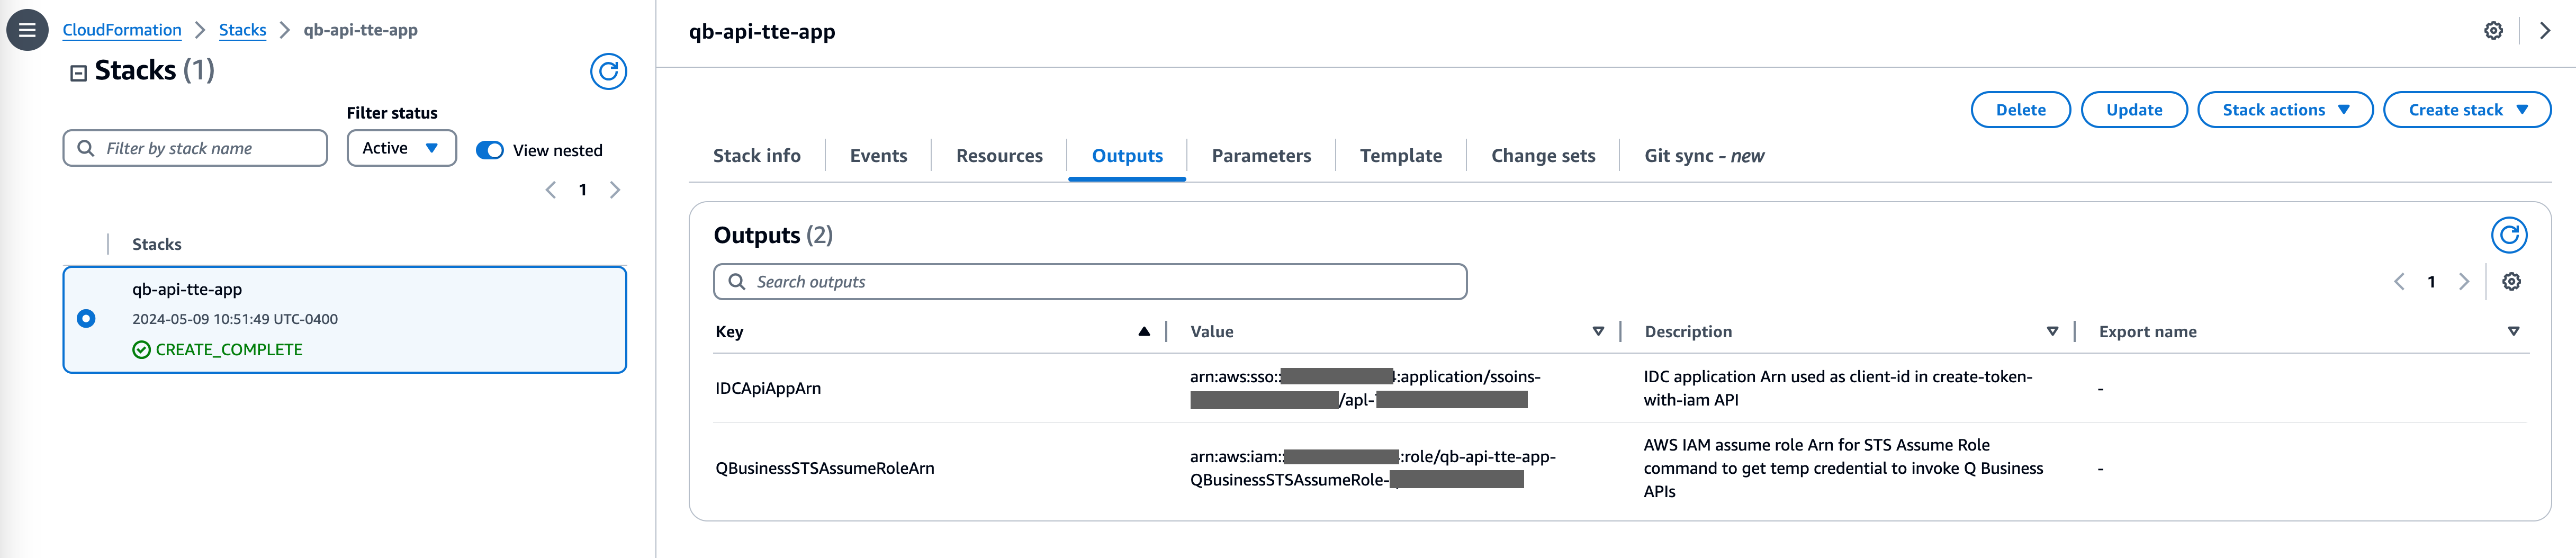 CloudFormation > Stacks > qb-api-tte-app
Stacks (1)
Filter status
Filter by stack name
Active
View nested
1
Stacks
qb-api-tte-app
2024-05-09 10:51:49 UTC-0400
CREATE_COMPLETE
qb-api-tte-app
Delete
Update
Stack actions
Create stack
Stack info
Events
Resources
Outputs
Parameters
Template
Change sets
Git sync - new
Outputs (2)
Search outputs
1
Key
Value
Description
Export name
IDCApiAppArn
arn:aws:sso:: :application/ssoins-
/apl-
IDC application Arn used as client-id in create-token-
with-iam API
-
QBusinessSTSAssumeRoleArn
arn:aws:iam:: :role/qb-api-tte-app-
QBusinessSTSAssumeRole-
AWS IAM assume role Arn for STS Assume Role
command to get temp credential to invoke Q Business
APIs
-